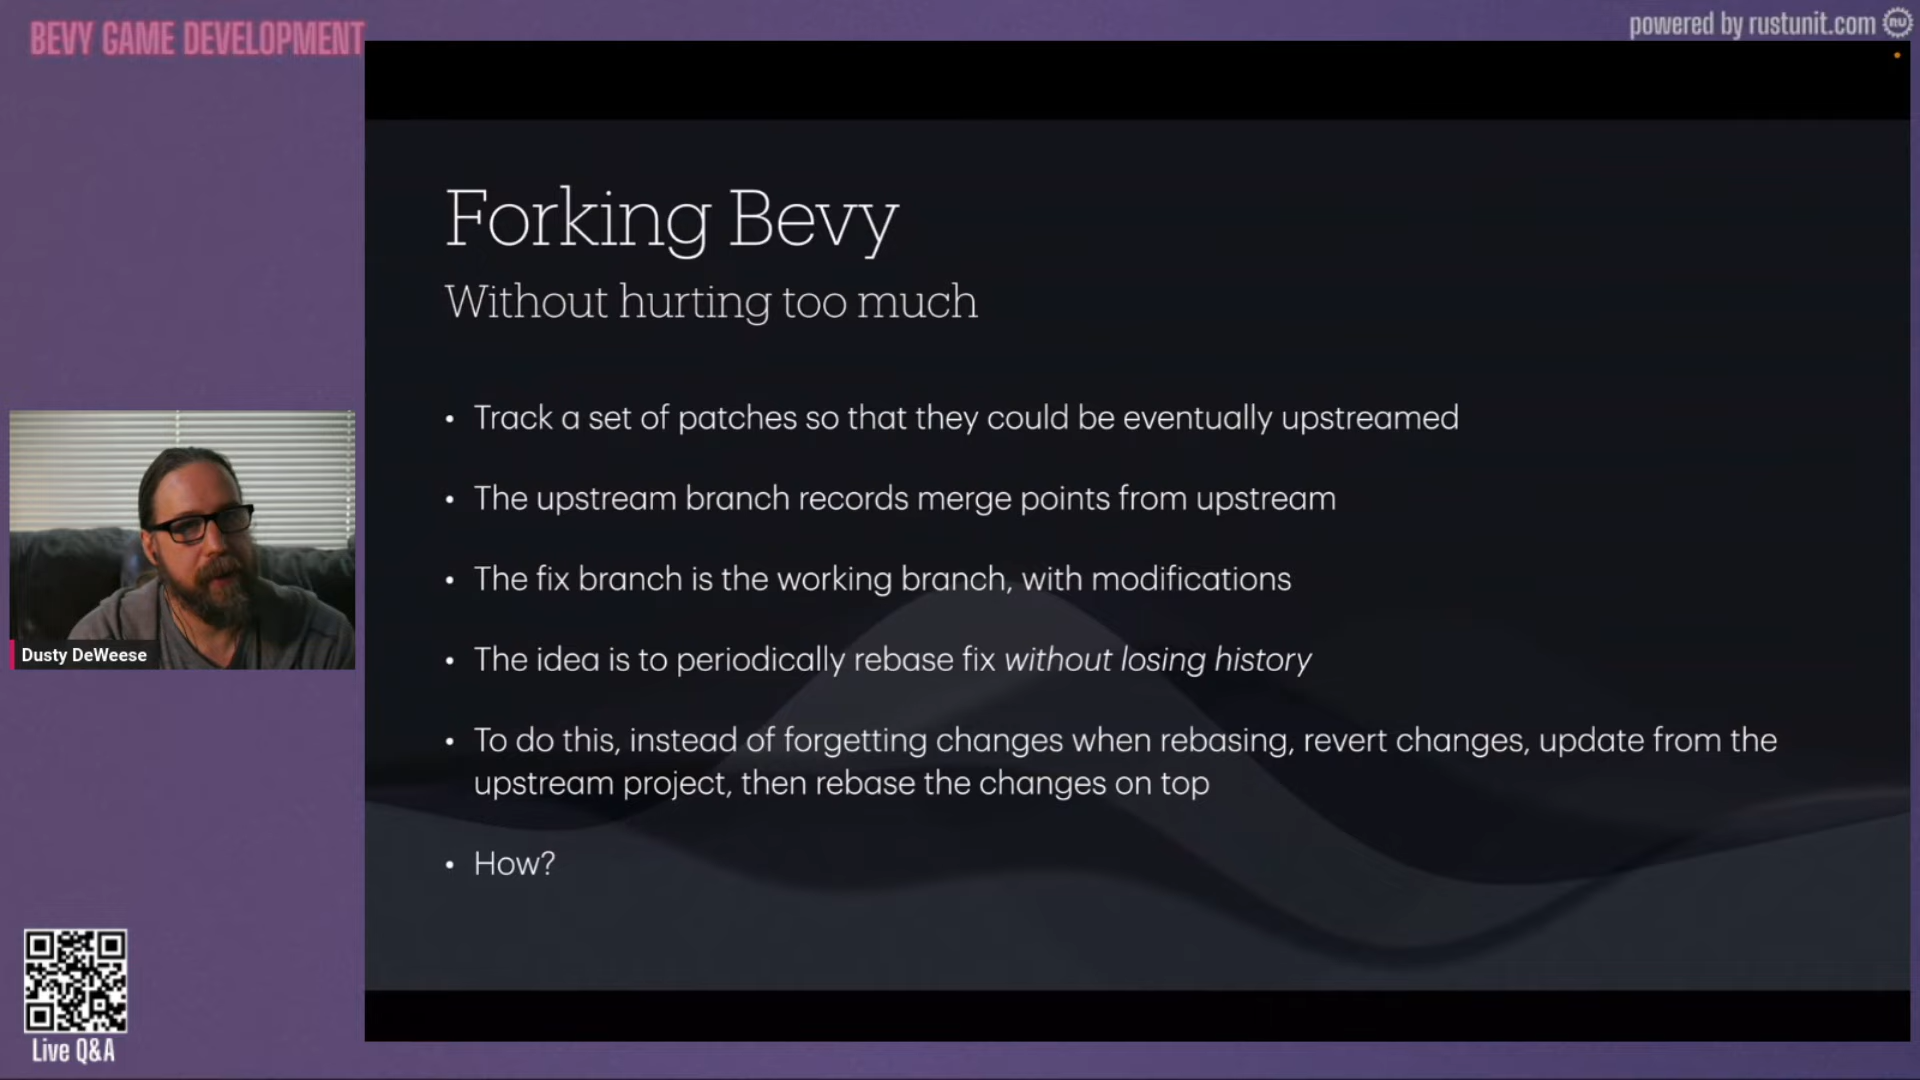 BEVY GAME DEVELOPMENT
powered by rustunit.com
RU
Forking Bevy
Without hurting too much
• Track a set of patches so that they could be eventually upstreamed
• The upstream branch records merge points from upstream
• The fix branch is the working branch, with modifications
• The idea is to periodically rebase fix without losing history
• To do this, instead of forgetting changes when rebasing, revert changes, update from the
upstream project, then rebase the changes on top
• How?
Dusty DeWeese
Live Q&A